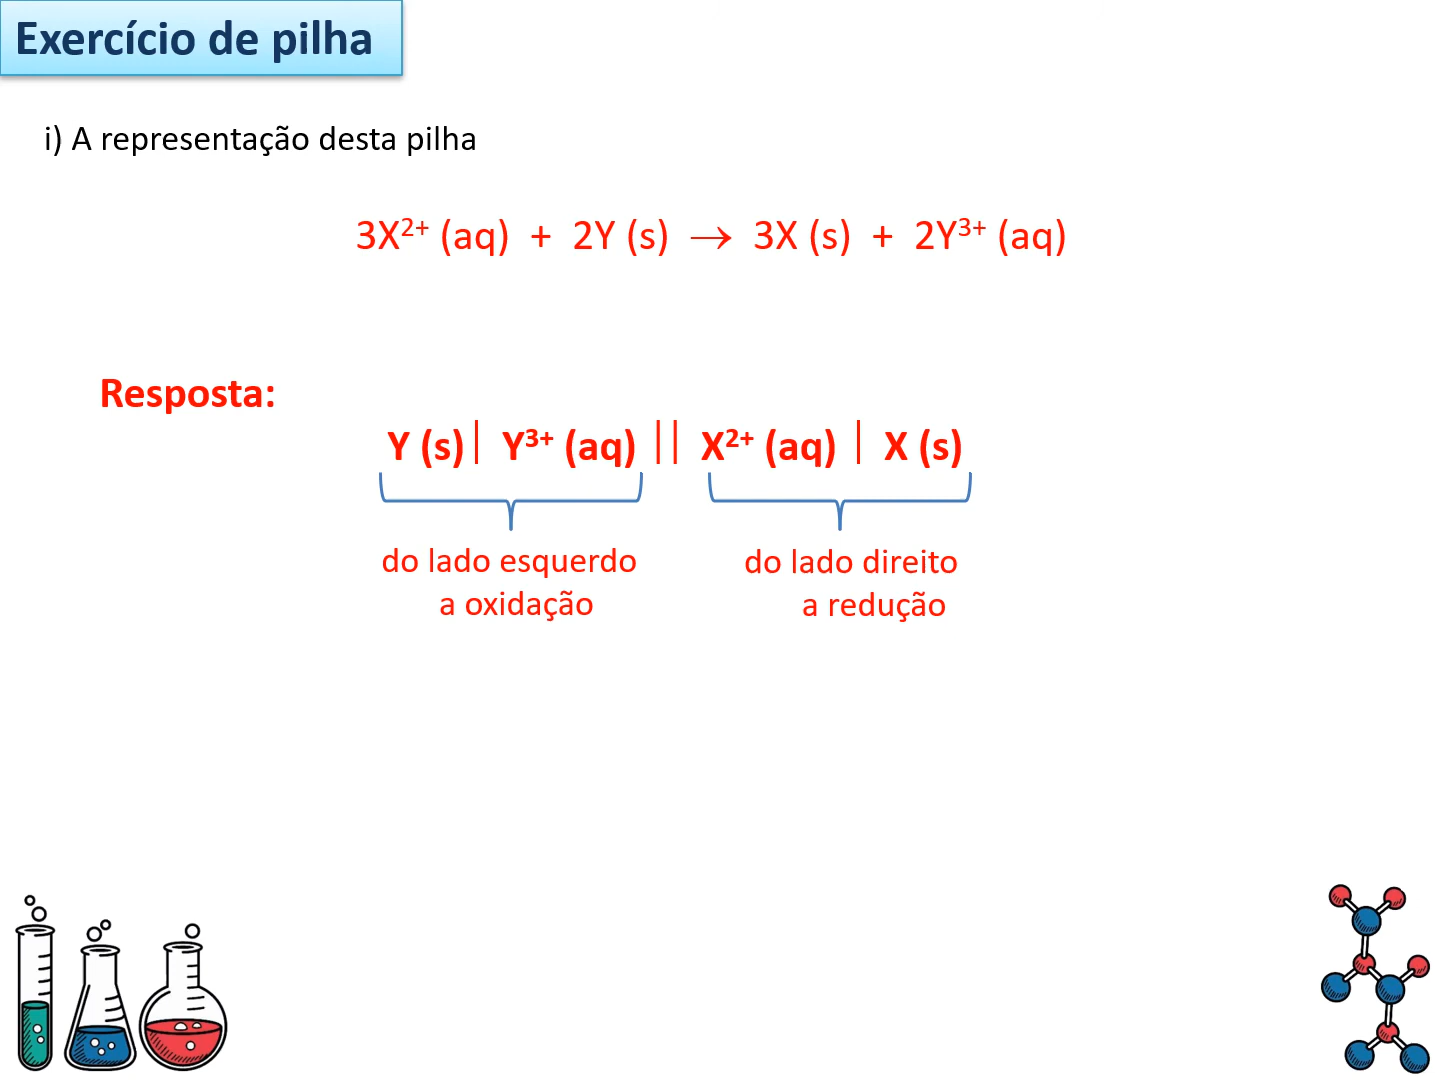 Exercício de pilha
i) A representação desta pilha
3X²⁺ (aq) + 2Y (s) → 3X (s) + 2Y³⁺ (aq)
Resposta:
Y (s) | Y³⁺ (aq) || X²⁺ (aq) | X (s)
do lado esquerdo do lado direito
a oxidação a redução